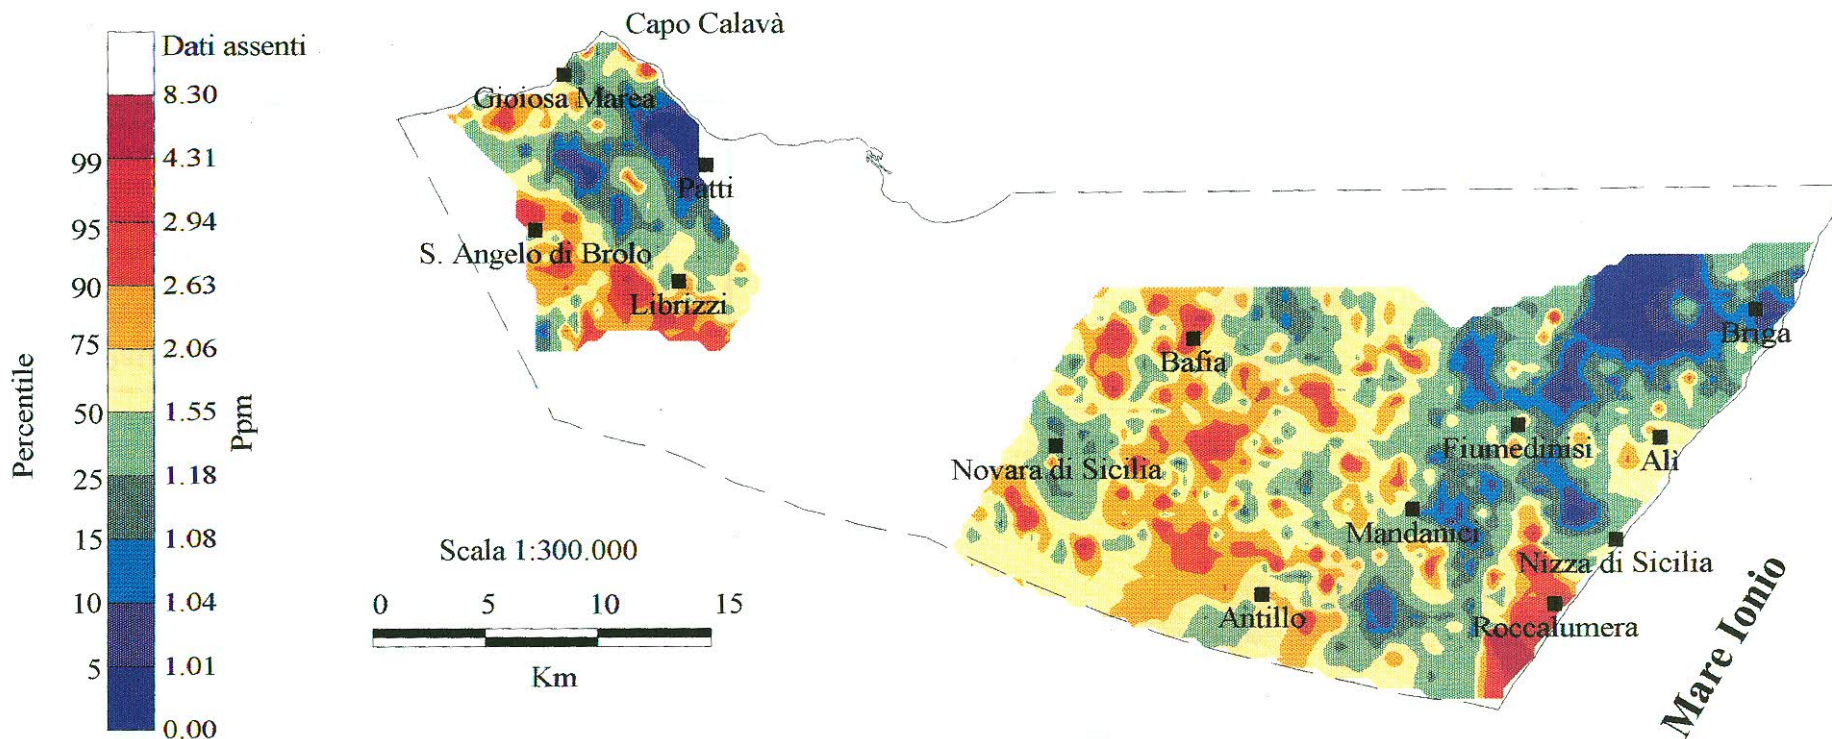 Capo Calavà
Dati assenti
8.30
Gioiosa Marea
99
4.31
Patti
95
2.94
S. Angelo di Brolo
90
2.63
Librizzi
Briga
75
2.06
Bafia
Percentile
50
1.55
Ppm
Fiumedinisi
Alì
25
1.18
Novara di Sicilia
Mandanici
15
1.08
Scala 1:300.000
Nizza di Sicilia
10
1.04
0 5 10 15
Antillo
Roccalumera
5
1.01
Km
Mare Ionio
0.00